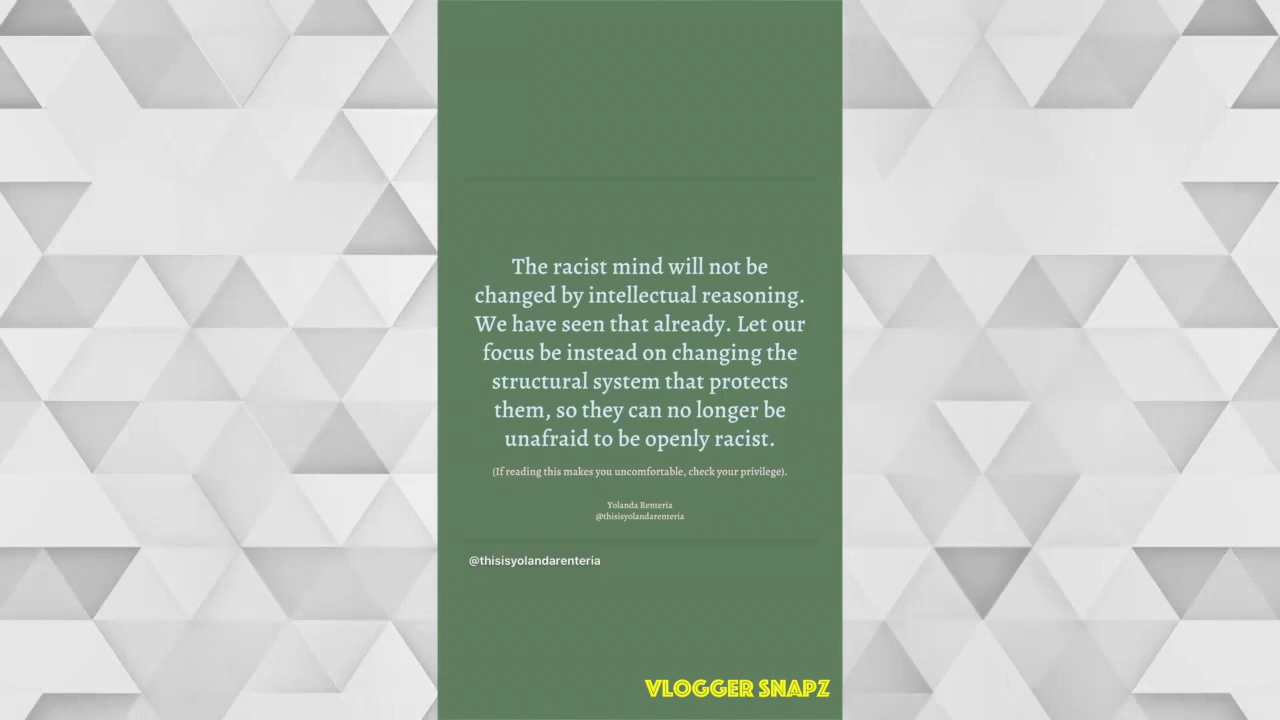 The racist mind will not be
changed by intellectual reasoning.
We have seen that already. Let our
focus be instead on changing the
structural system that protects
them, so they can no longer be
unafraid to be openly racist.
(If reading this makes you uncomfortable, check your privilege).
Yolanda Renteria
@thisisyolandarenteria
@thisisyolandarenteria
VLOGGER SNAPZ